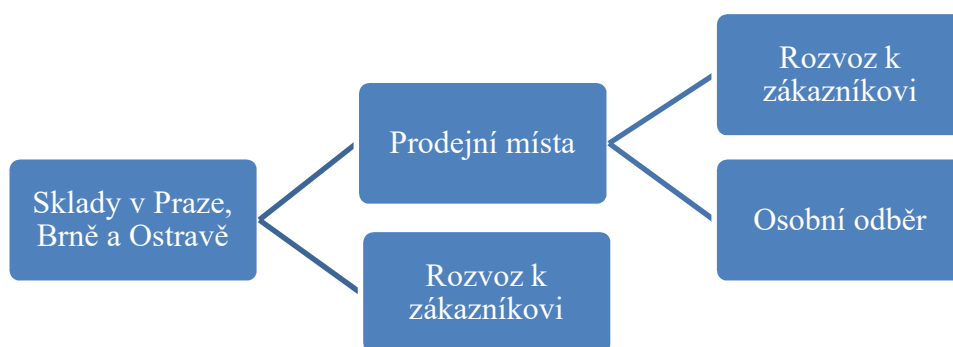 Rozvoz k
zákazníkovi
Prodejní místa
Sklady v Praze,
Brně a Ostravě
Osobní odběr
Rozvoz k
zákazníkovi